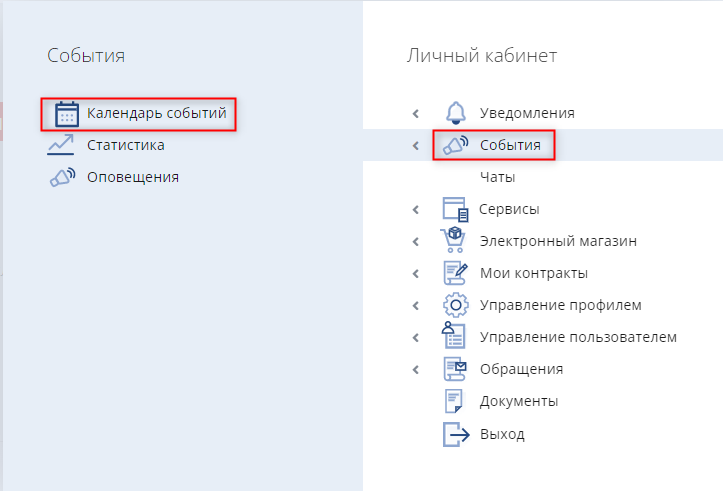 События
Календарь событий
Статистика
Оповещения
Личный кабинет
Уведомления
События
Чаты
Сервисы
Электронный магазин
Мои контракты
Управление профилем
Управление пользователем
Обращения
Документы
Выход